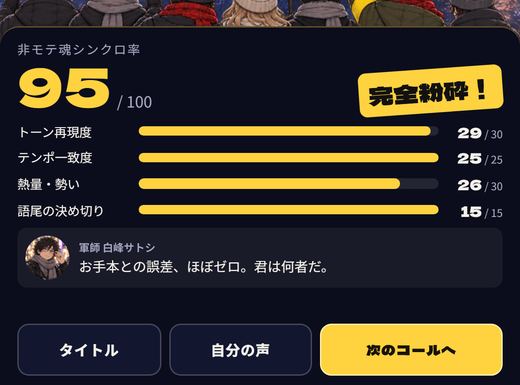 非モテ魂シンクロ率
95 / 100
完全粉砕！
トーン再現度 29 / 30
テンポ一致度 25 / 25
熱量・勢い 26 / 30
語尾の決め切り 15 / 15
軍師 白峰サトシ
お手本との誤差、ほぼゼロ。君は何者だ。
タイトル
自分の声
次のコールへ